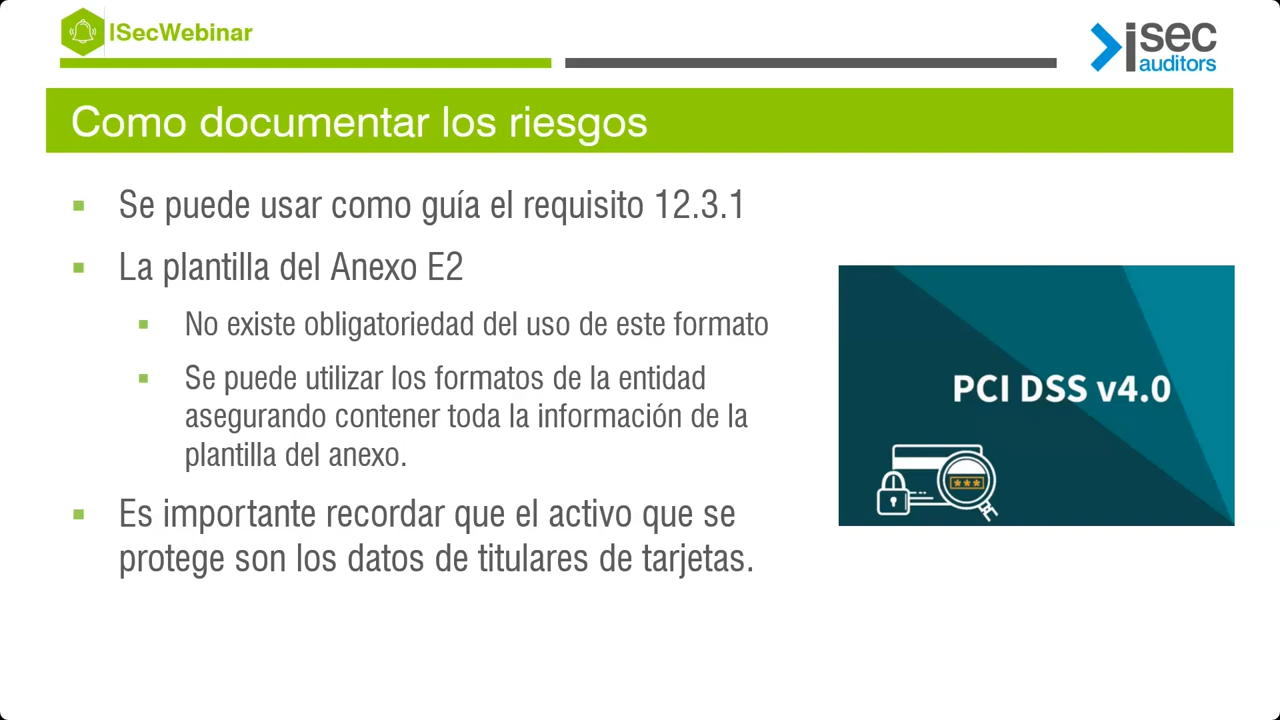 ISecWebinar
isec
auditors
Como documentar los riesgos
Se puede usar como guía el requisito 12.3.1
La plantilla del Anexo E2
No existe obligatoriedad del uso de este formato
Se puede utilizar los formatos de la entidad
asegurando contener toda la información de la
plantilla del anexo.
Es importante recordar que el activo que se
protege son los datos de titulares de tarjetas.
PCI DSS v4.0
***